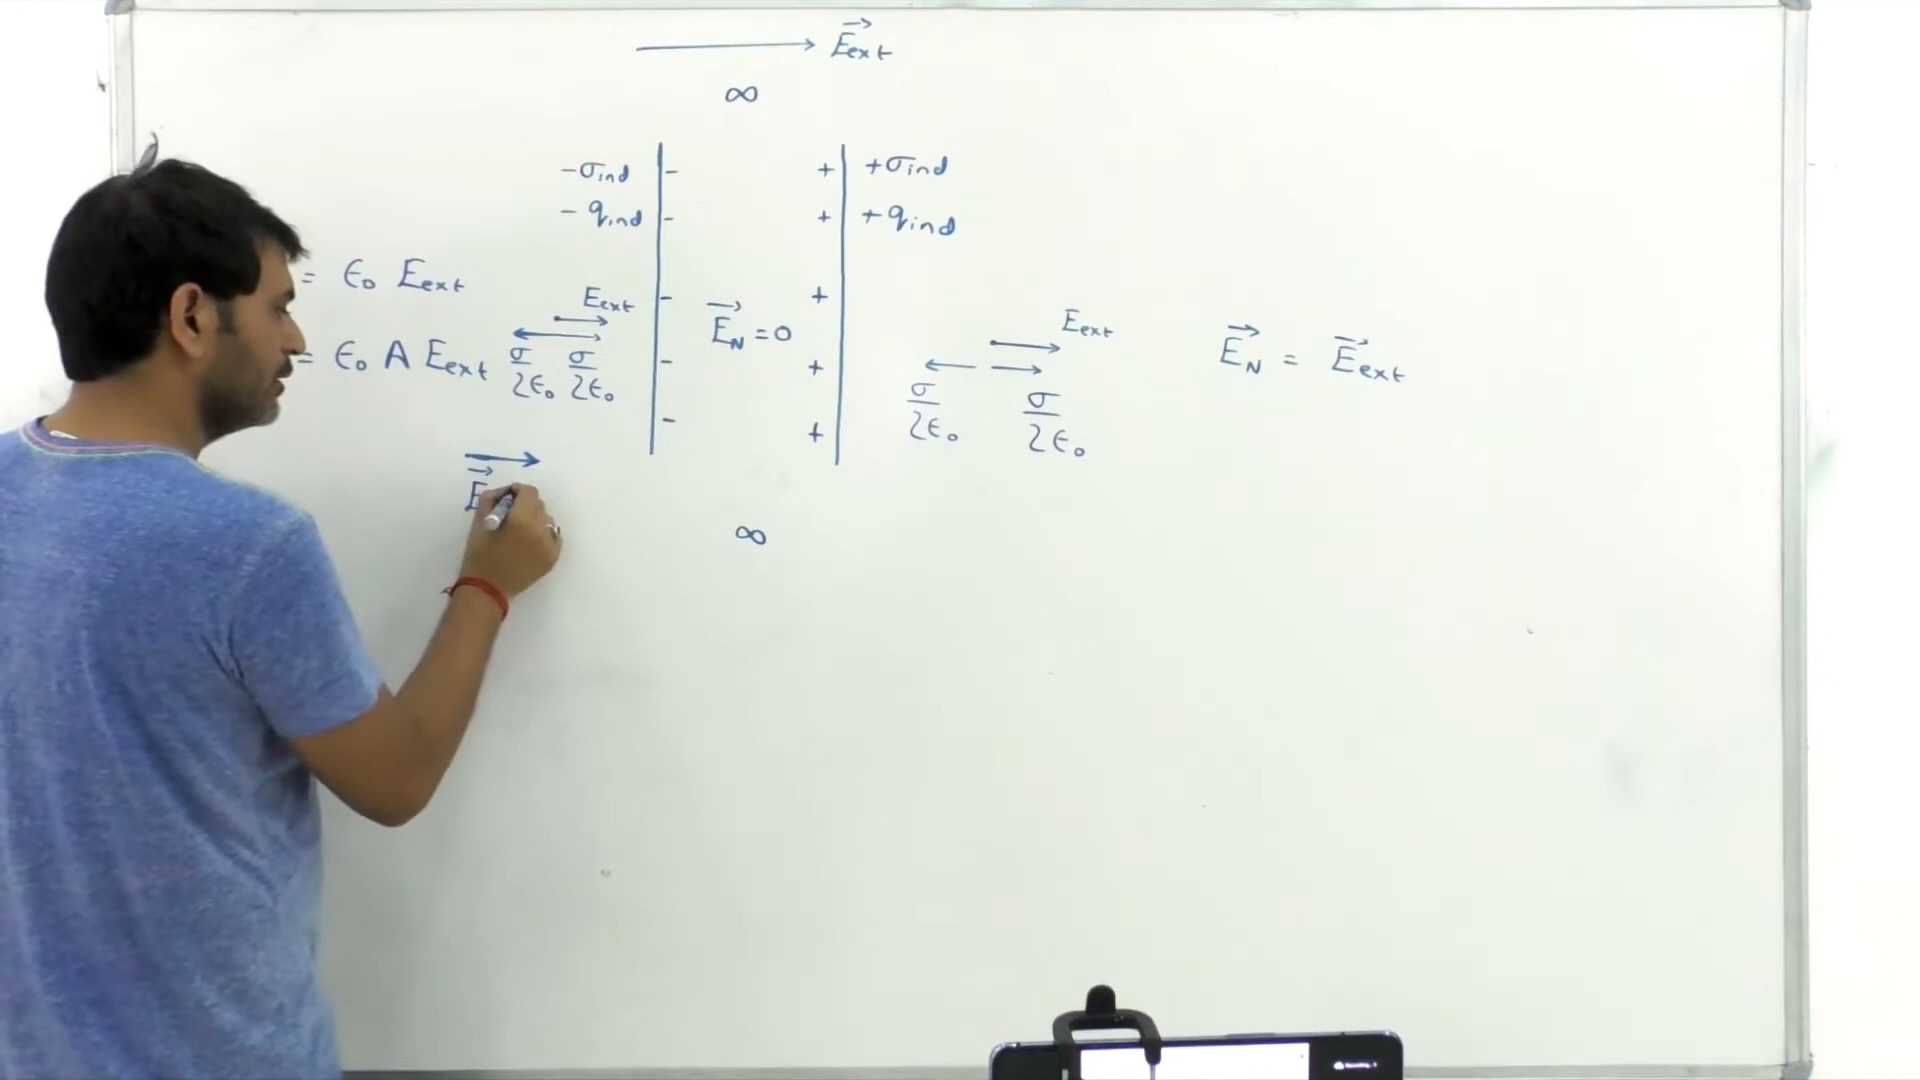 → E⃗ext
∞
-σind - + +σind
- qind - + + qind
= ϵ₀ Eext
Eext - E⃗N = 0 +
= ϵ₀ A Eext σ/2ϵ₀ σ/2ϵ₀ - +
Eext
σ/2ϵ₀ σ/2ϵ₀
E⃗N = E⃗ext
- +
E⃗
∞